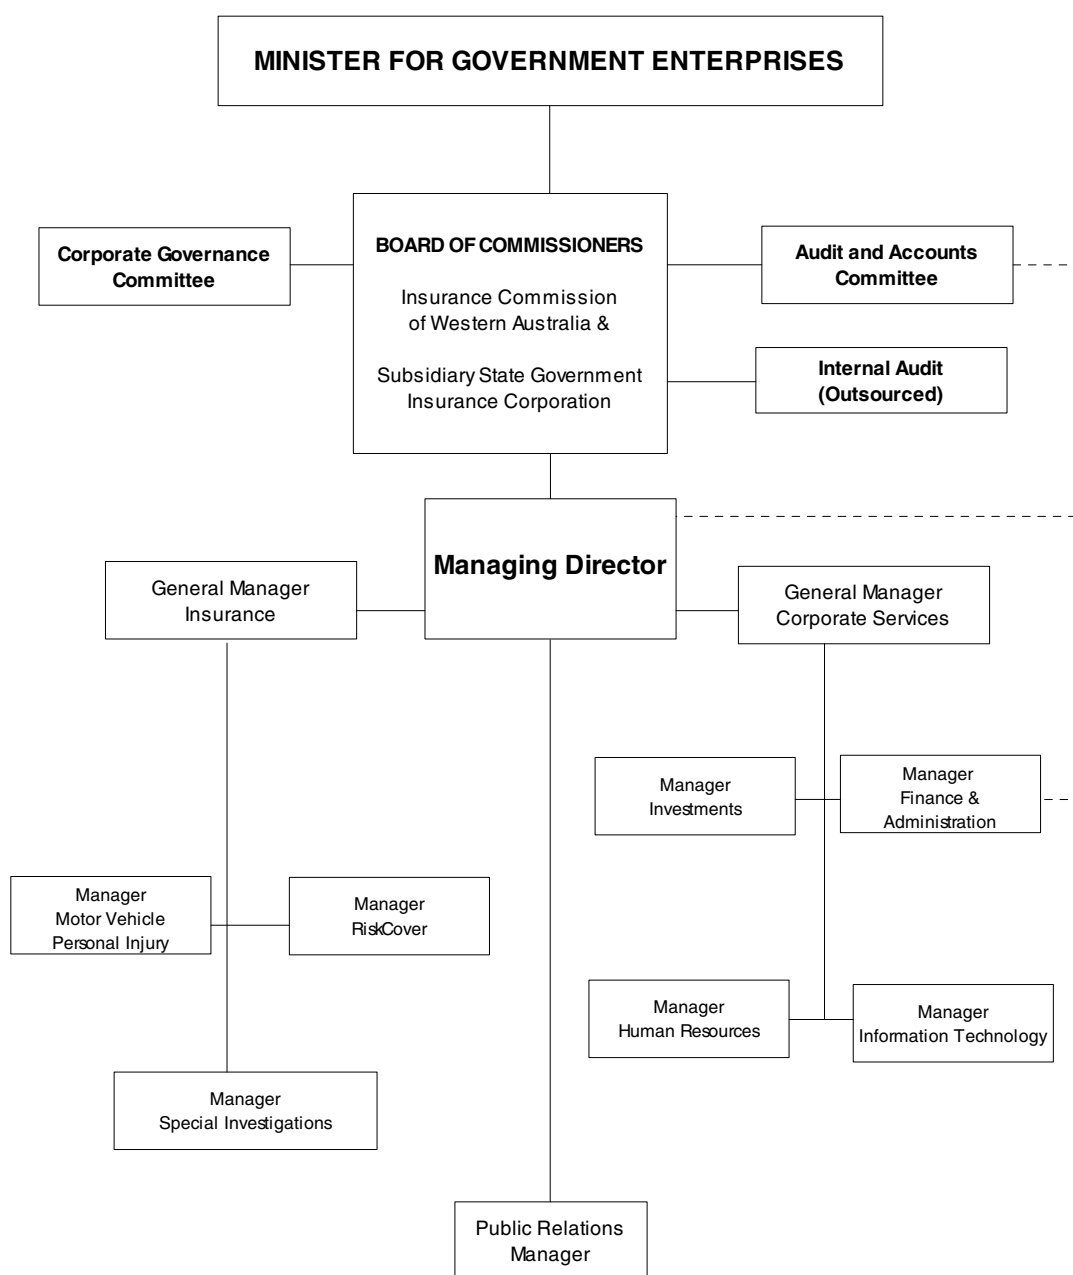 MINISTER FOR GOVERNMENT ENTERPRISES
Corporate Governance
Committee
BOARD OF COMMISSIONERS
Insurance Commission
of Western Australia &
Subsidiary State Government
Insurance Corporation
Audit and Accounts
Committee
Internal Audit
(Outsourced)
Managing Director
General Manager
Insurance
General Manager
Corporate Services
Manager
Investments
Manager
Finance &
Administration
Manager
Motor Vehicle
Personal Injury
Manager
RiskCover
Manager
Human Resources
Manager
Information Technology
Manager
Special Investigations
Public Relations
Manager